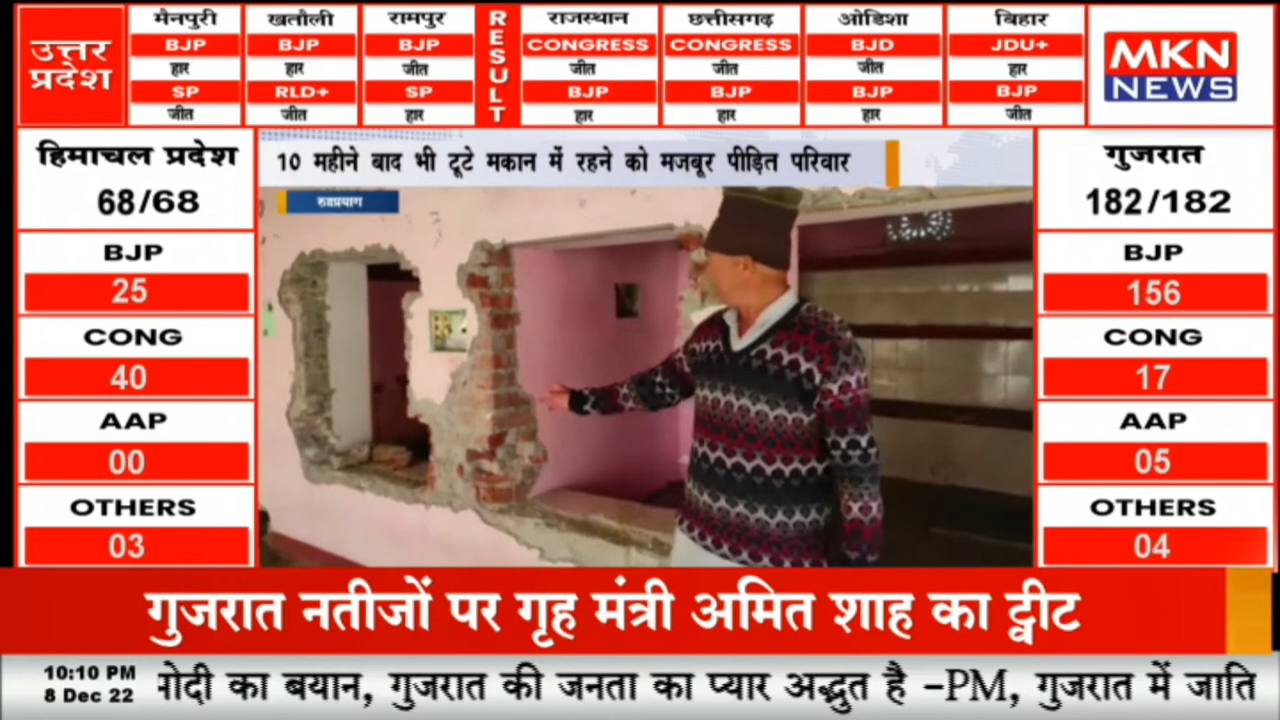 उत्तर प्रदेश
मैनपुरी
BJP
हार
SP
जीत
खतौली
BJP
हार
RLD+
जीत
रामपुर
BJP
जीत
SP
हार
RESULT
राजस्थान
CONGRESS
जीत
BJP
हार
छत्तीसगढ़
CONGRESS
जीत
BJP
हार
ओडिशा
BJD
जीत
BJP
हार
बिहार
JDU+
हार
BJP
जीत
MKN
NEWS
हिमाचल प्रदेश
68/68
BJP
25
CONG
40
AAP
00
OTHERS
03
10 महीने बाद भी टूटे मकान में रहने को मजबूर पीड़ित परिवार
रुद्रप्रयाग
गुजरात
182/182
BJP
156
CONG
17
AAP
05
OTHERS
04
गुजरात नतीजों पर गृह मंत्री अमित शाह का ट्वीट
10:10 PM
8 Dec 22
मोदी का बयान, गुजरात की जनता का प्यार अद्भुत है -PM, गुजरात में जाति